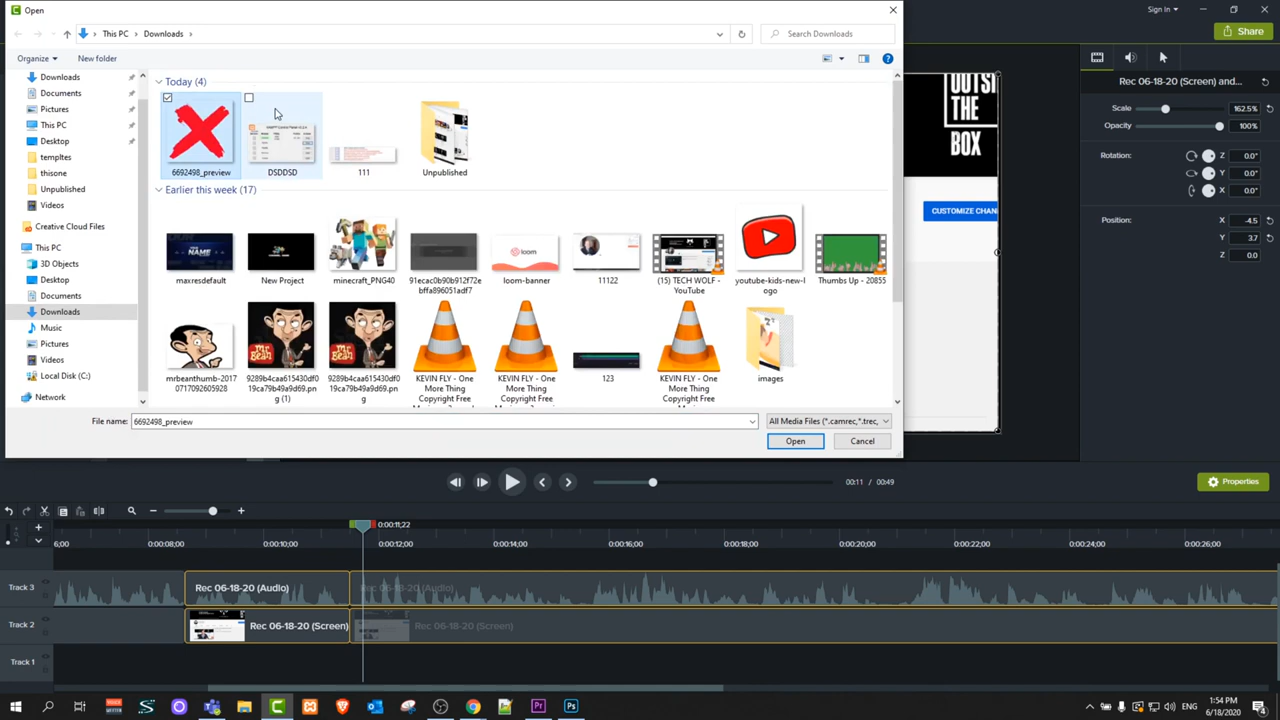 Open
Sign In
This PC > Downloads >
Search Downloads
Share
Organize
New folder
Downloads
Documents
Pictures
This PC
Desktop
templtes
thisone
Unpublished
Videos
Creative Cloud Files
This PC
3D Objects
Desktop
Documents
Downloads
Music
Pictures
Videos
Local Disk (C:)
Network
Today (4)
6692498_preview
DSDDSD
111
Unpublished
Earlier this week (17)
maxresdefault
New Project
minecraft_PNG40
91ecac0b90b912f72e
bffa896051adf7
loom-banner
11122
(15) TECH WOLF -
YouTube
youtube-kids-new-l
ogo
Thumbs Up - 20855
mrbeanthumb-2017
0717092605928
9289b4caa615430df0
19ca79b9a9d69.pn
g (1)
9289b4caa615430df0
19ca79b9a9d69.pn
g
KEVIN FLY - One
More Thing
Copyright Free
KEVIN FLY - One
More Thing
Copyright Free
123
KEVIN FLY - One
More Thing
Copyright Free
images
File name:
6692498_preview
All Media Files (*.camrec,*.trec,
Open
Cancel
THE
BOX
CUSTOMIZE CHAN
Rec 06-18-20 (Screen) and...
Scale
162.5%
Opacity
100%
Rotation:
Z
0.0°
Y
0.0°
X
0.0°
Position:
X
-4.5
Y
3.7
Z
0.0
00:11 / 00:49
Properties
0:00:11;22
6;00
0:00:08;00
0:00:10;00
0:00:12;00
0:00:14;00
0:00:16;00
0:00:18;00
0:00:20;00
0:00:22;00
0:00:24;00
0:00:26;00
Track 3
Rec 06-18-20 (Audio)
Rec 06-18-20 (Audio)
Track 2
Rec 06-18-20 (Screen)
Rec 06-18-20 (Screen)
Track 1
ENG
1:54 PM
6/18/2020